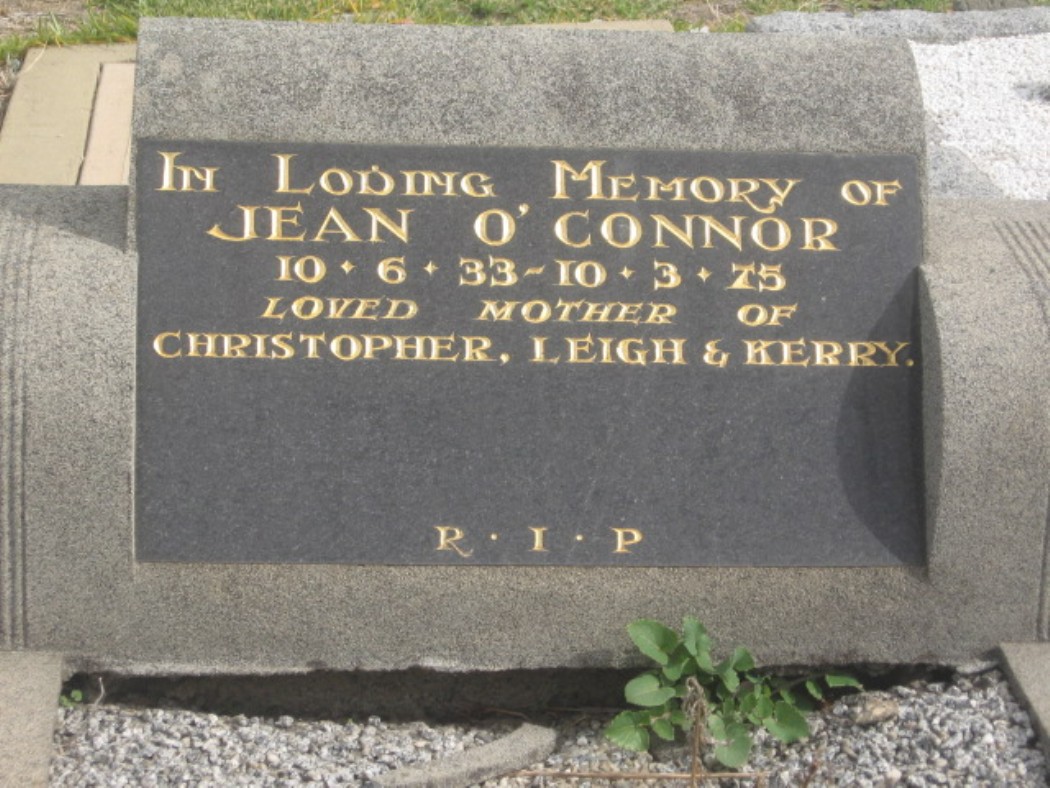 In Loving Memory of
JEAN O'CONNOR
10 · 6 · 33 - 10 · 3 · 75
LOVED MOTHER OF
CHRISTOPHER, LEIGH & KERRY.
R · I · P